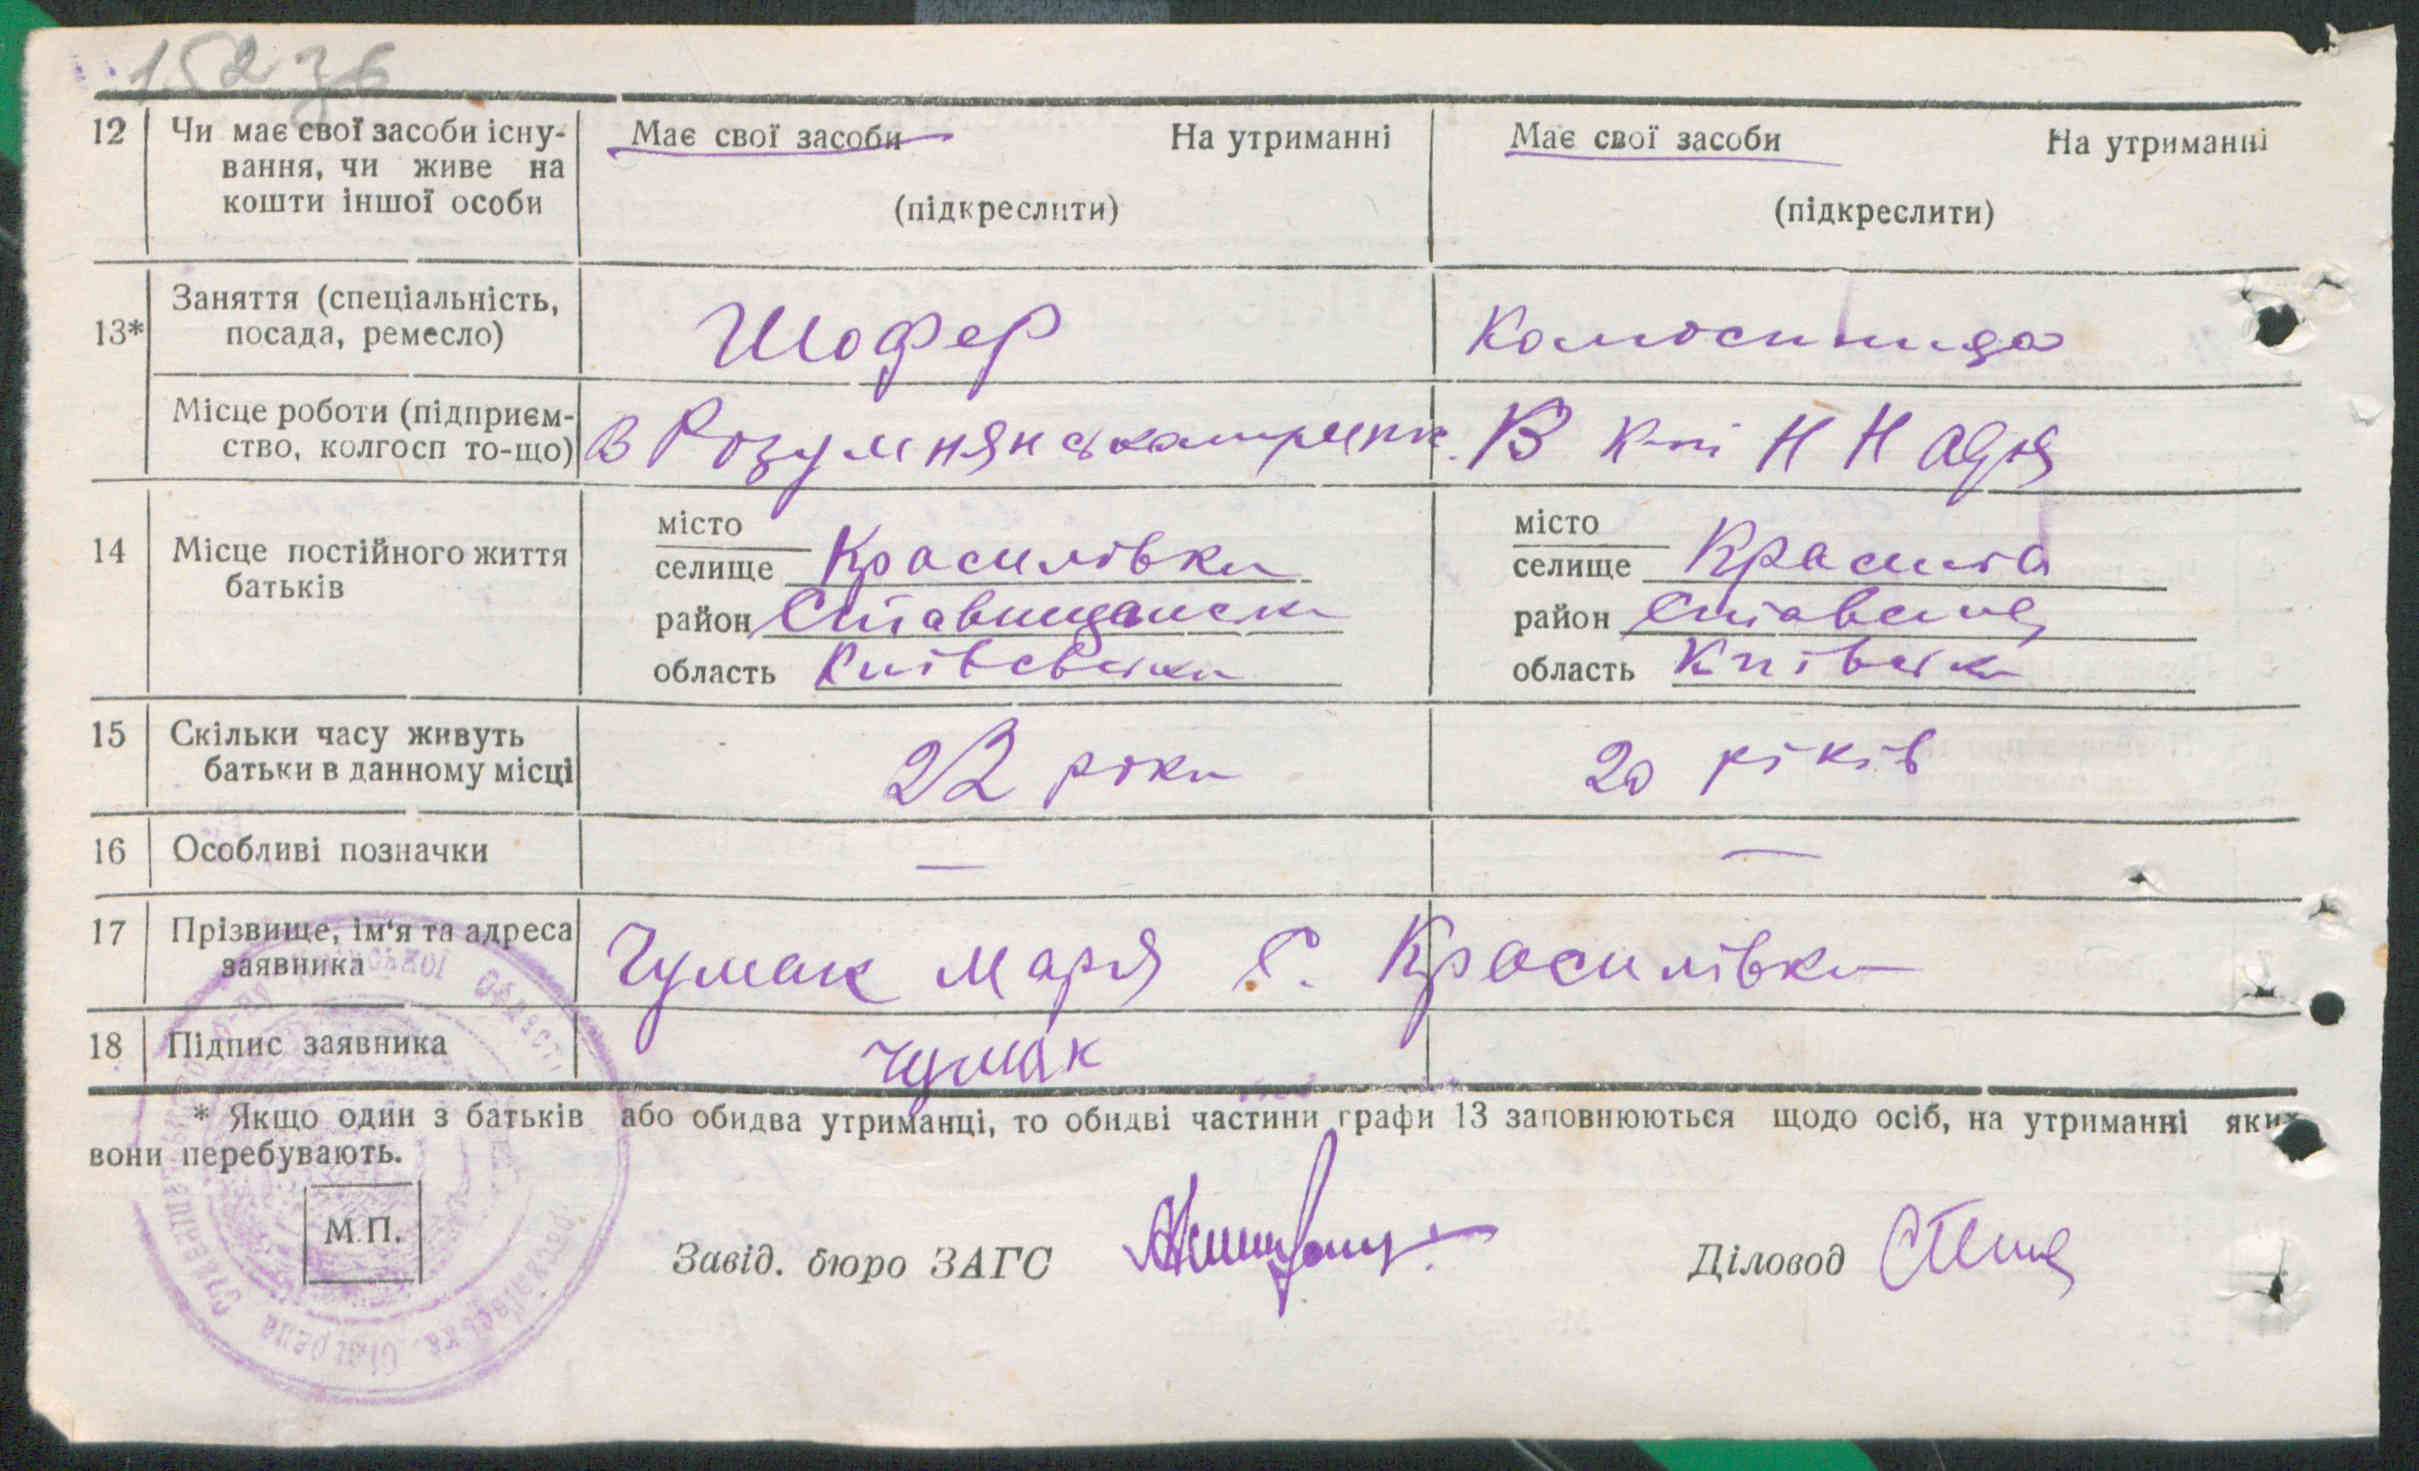 15236
12 Чи має свої засоби існу- Має свої засоби На утриманні Має свої засоби На утриманні
вання, чи живе на
кошти іншої особи (підкреслити) (підкреслити)
Заняття (спеціальність,
13* посада, ремесло) Шофер
Місце роботи (підприєм-
ство, колгосп то-що) В В
місто місто
14 Місце постійного життя селище Красилівка селище
батьків район район
область область Київська
15 Скільки часу живуть
батьки в данному місці 22 роки 20 років
16 Особливі позначки — —
17 Прізвище, ім'я та адреса
заявника Чумак Марія с. Красилівка
18 Підпис заявника Чумак
* Якщо один з батьків або обидва утриманці, то обидві частини графи 13 заповнюються щодо осіб, на утриманні яких
вони перебувають.
М.П.
Завід. бюро ЗАГС Діловод